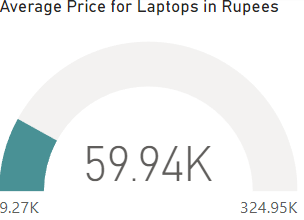 Average Price for Laptops in Rupees
59.94K
9.27K 324.95K